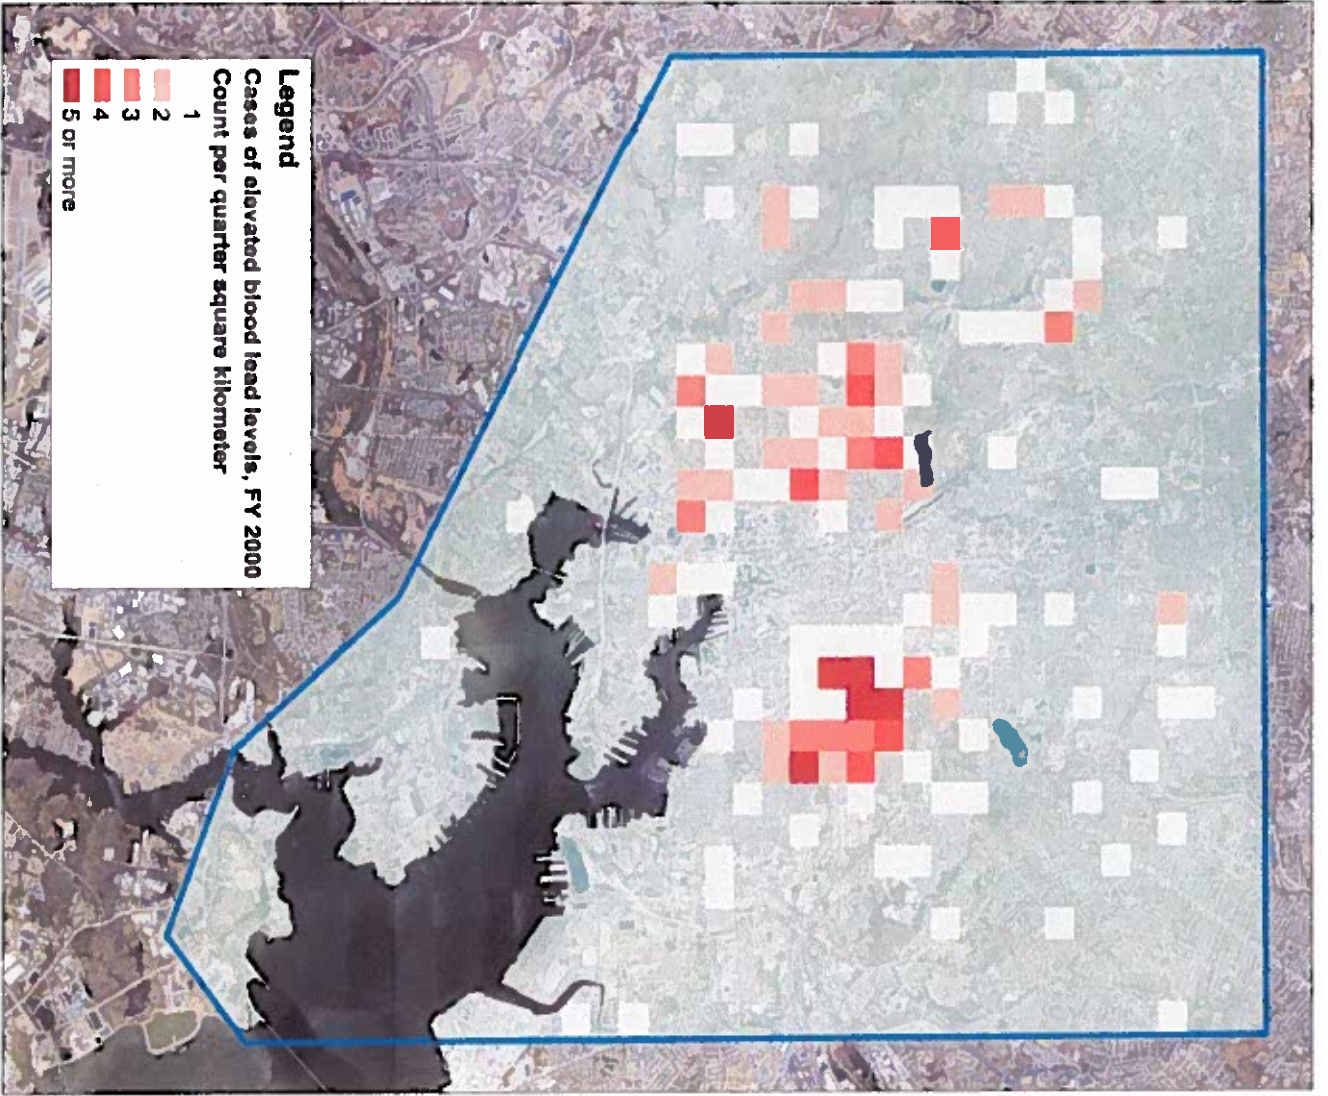 Legend
Cases of elevated blood lead levels, FY 2000
Count per quarter square kilometer
1
2
3
4
5 or more